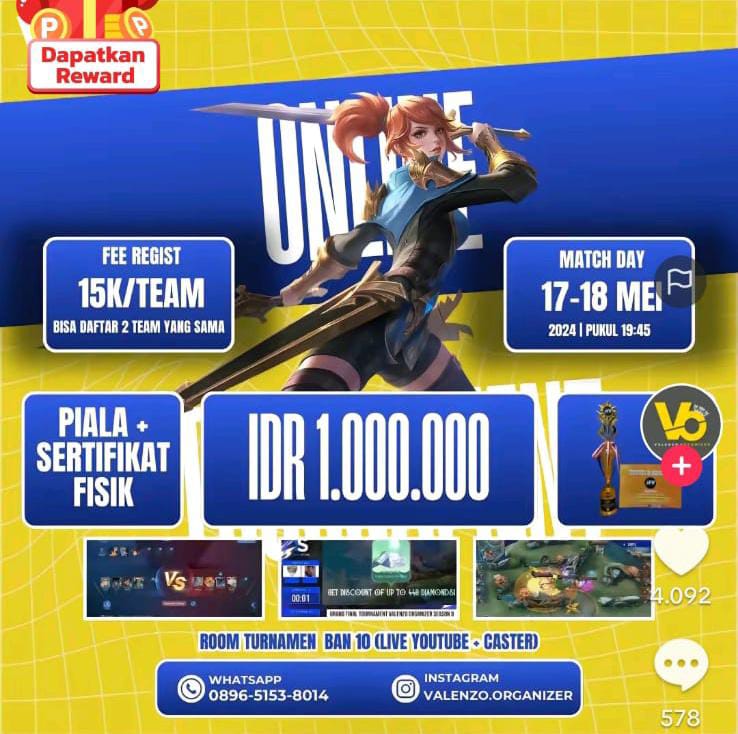 P P
Dapatkan
Reward
ONLINE
FEE REGIST
15K/TEAM
BISA DAFTAR 2 TEAM YANG SAMA
MATCH DAY
17-18 MEI
2024 | PUKUL 19:45
PIALA +
SERTIFIKAT
FISIK
IDR 1.000.000
VO
VS
00:01
GET DISCOUNT OF UP TO 440 DIAMONDS!
GRAND FINAL TOURNAMENT VALENZO ORGANIZER SEASON
4.092
ROOM TURNAMEN BAN 10 (LIVE YOUTUBE + CASTER)
WHATSAPP
0896-5153-8014
INSTAGRAM
VALENZO.ORGANIZER
578